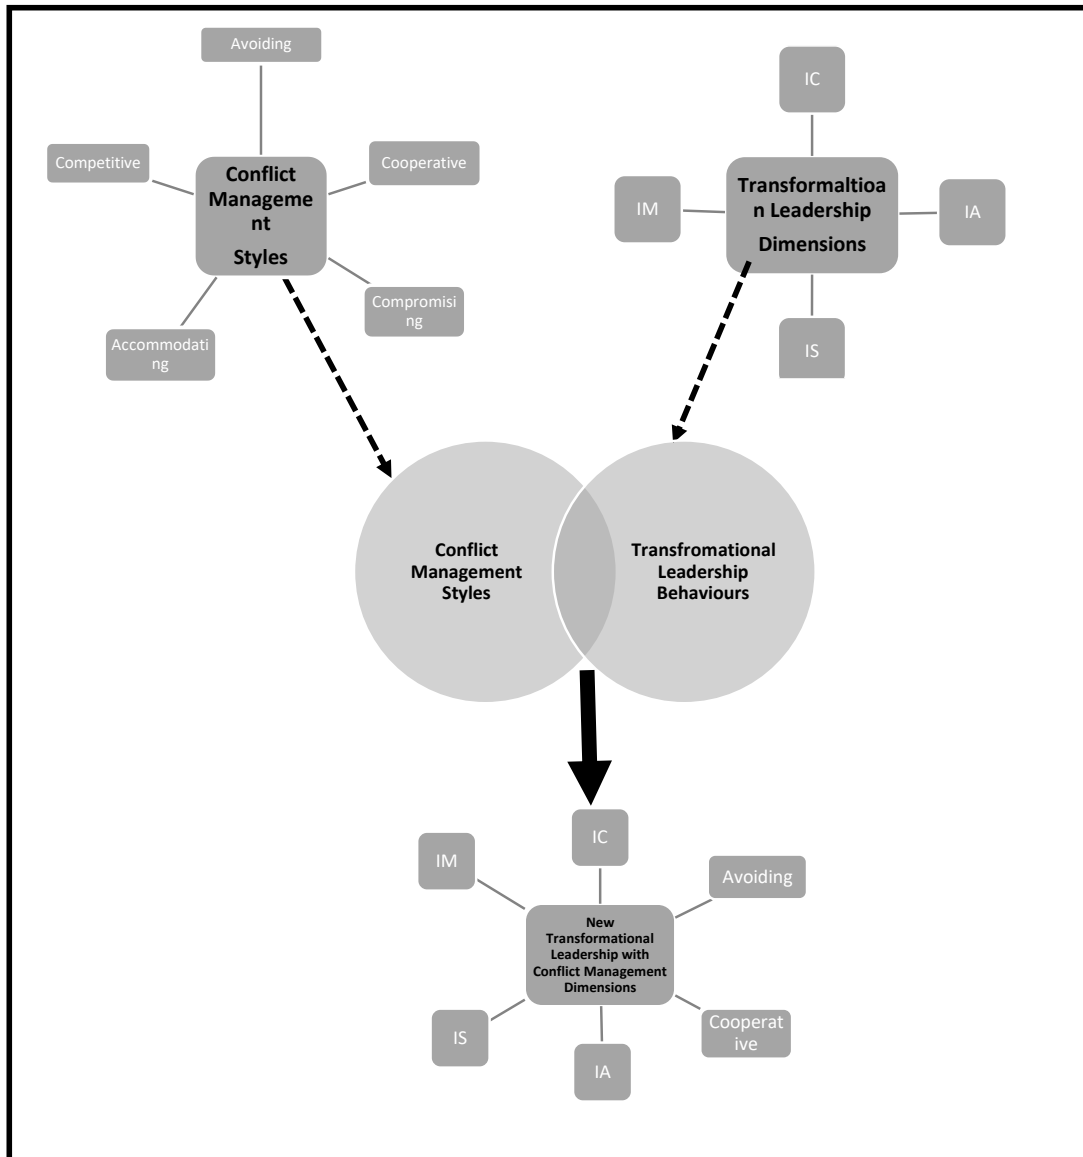 Avoiding
Competitive
Conflict
Manageme
nt
Styles
Cooperative
Compromisi
ng
Accommodati
ng
IC
IM
Transformaltioa
n Leadership
Dimensions
IA
IS
Conflict
Management
Styles
Transfromational
Leadership
Behaviours
IC
IM
Avoiding
New
Transformational
Leadership with
Conflict Management
Dimensions
IS
Cooperat
ive
IA